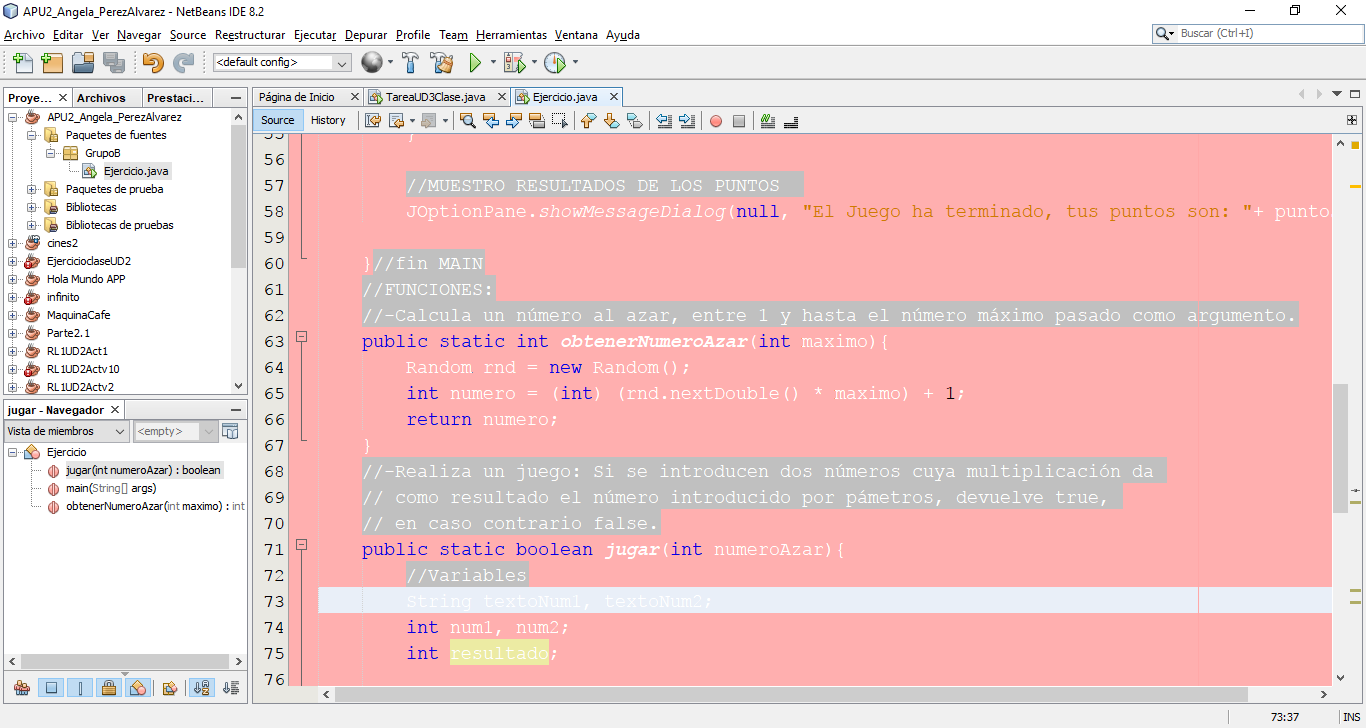 APU2_Angela_PerezAlvarez - NetBeans IDE 8.2
Archivo Editar Ver Navegar Source Reestructurar Ejecutar Depurar Profile Team Herramientas Ventana Ayuda
Buscar (Ctrl+I)
<default config>
Proye... Archivos Prestaci...
APU2_Angela_PerezAlvarez
Paquetes de fuentes
GrupoB
Ejercicio.java
Paquetes de prueba
Bibliotecas
Bibliotecas de pruebas
cines2
EjercicioclaseUD2
Hola Mundo APP
infinito
MaquinaCafe
Parte2.1
RL1UD2Act1
RL1UD2Actv10
RL1UD2Actv2
jugar - Navegador
Vista de miembros <empty>
Ejercicio
jugar(int numeroAzar) : boolean
main(String[] args)
obtenerNumeroAzar(int maximo) : int
Página de Inicio TareaUD3Clase.java Ejercicio.java
Source History
55 }
56
57 //MUESTRO RESULTADOS DE LOS PUNTOS
58 JOptionPane.showMessageDialog(null, "El Juego ha terminado, tus puntos son: "+ punto
59
60 }//fin MAIN
61 //FUNCIONES:
62 //-Calcula un número al azar, entre 1 y hasta el número máximo pasado como argumento.
63 public static int obtenerNumeroAzar(int maximo){
64 Random rnd = new Random();
65 int numero = (int) (rnd.nextDouble() * maximo) + 1;
66 return numero;
67 }
68 //-Realiza un juego: Si se introducen dos números cuya multiplicación da
69 // como resultado el número introducido por pámetros, devuelve true,
70 // en caso contrario false.
71 public static boolean jugar(int numeroAzar){
72 //Variables
73 String textoNum1, textoNum2;
74 int num1, num2;
75 int resultado;
76
73:37 INS